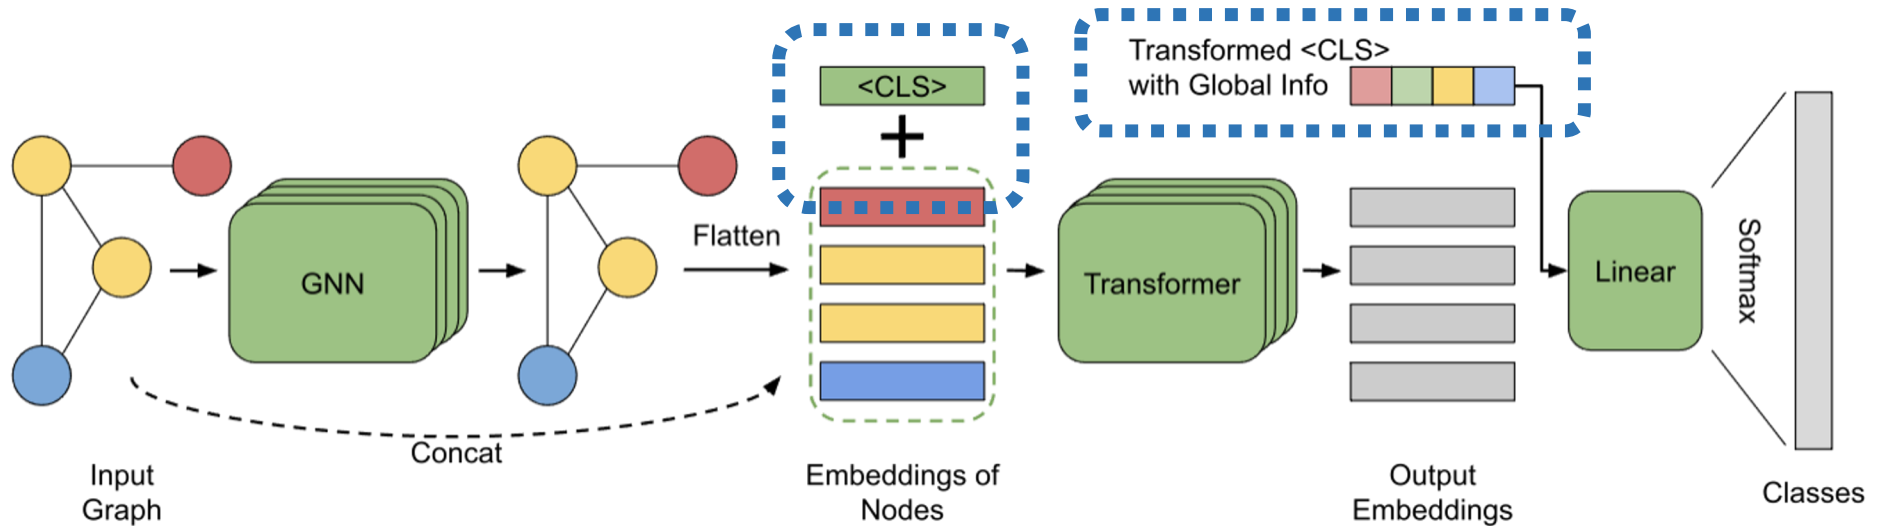 <CLS>
Transformed <CLS>
with Global Info
GNN
Flatten
Transformer
Linear
Softmax
Concat
Input
Graph
Embeddings of
Nodes
Output
Embeddings
Classes